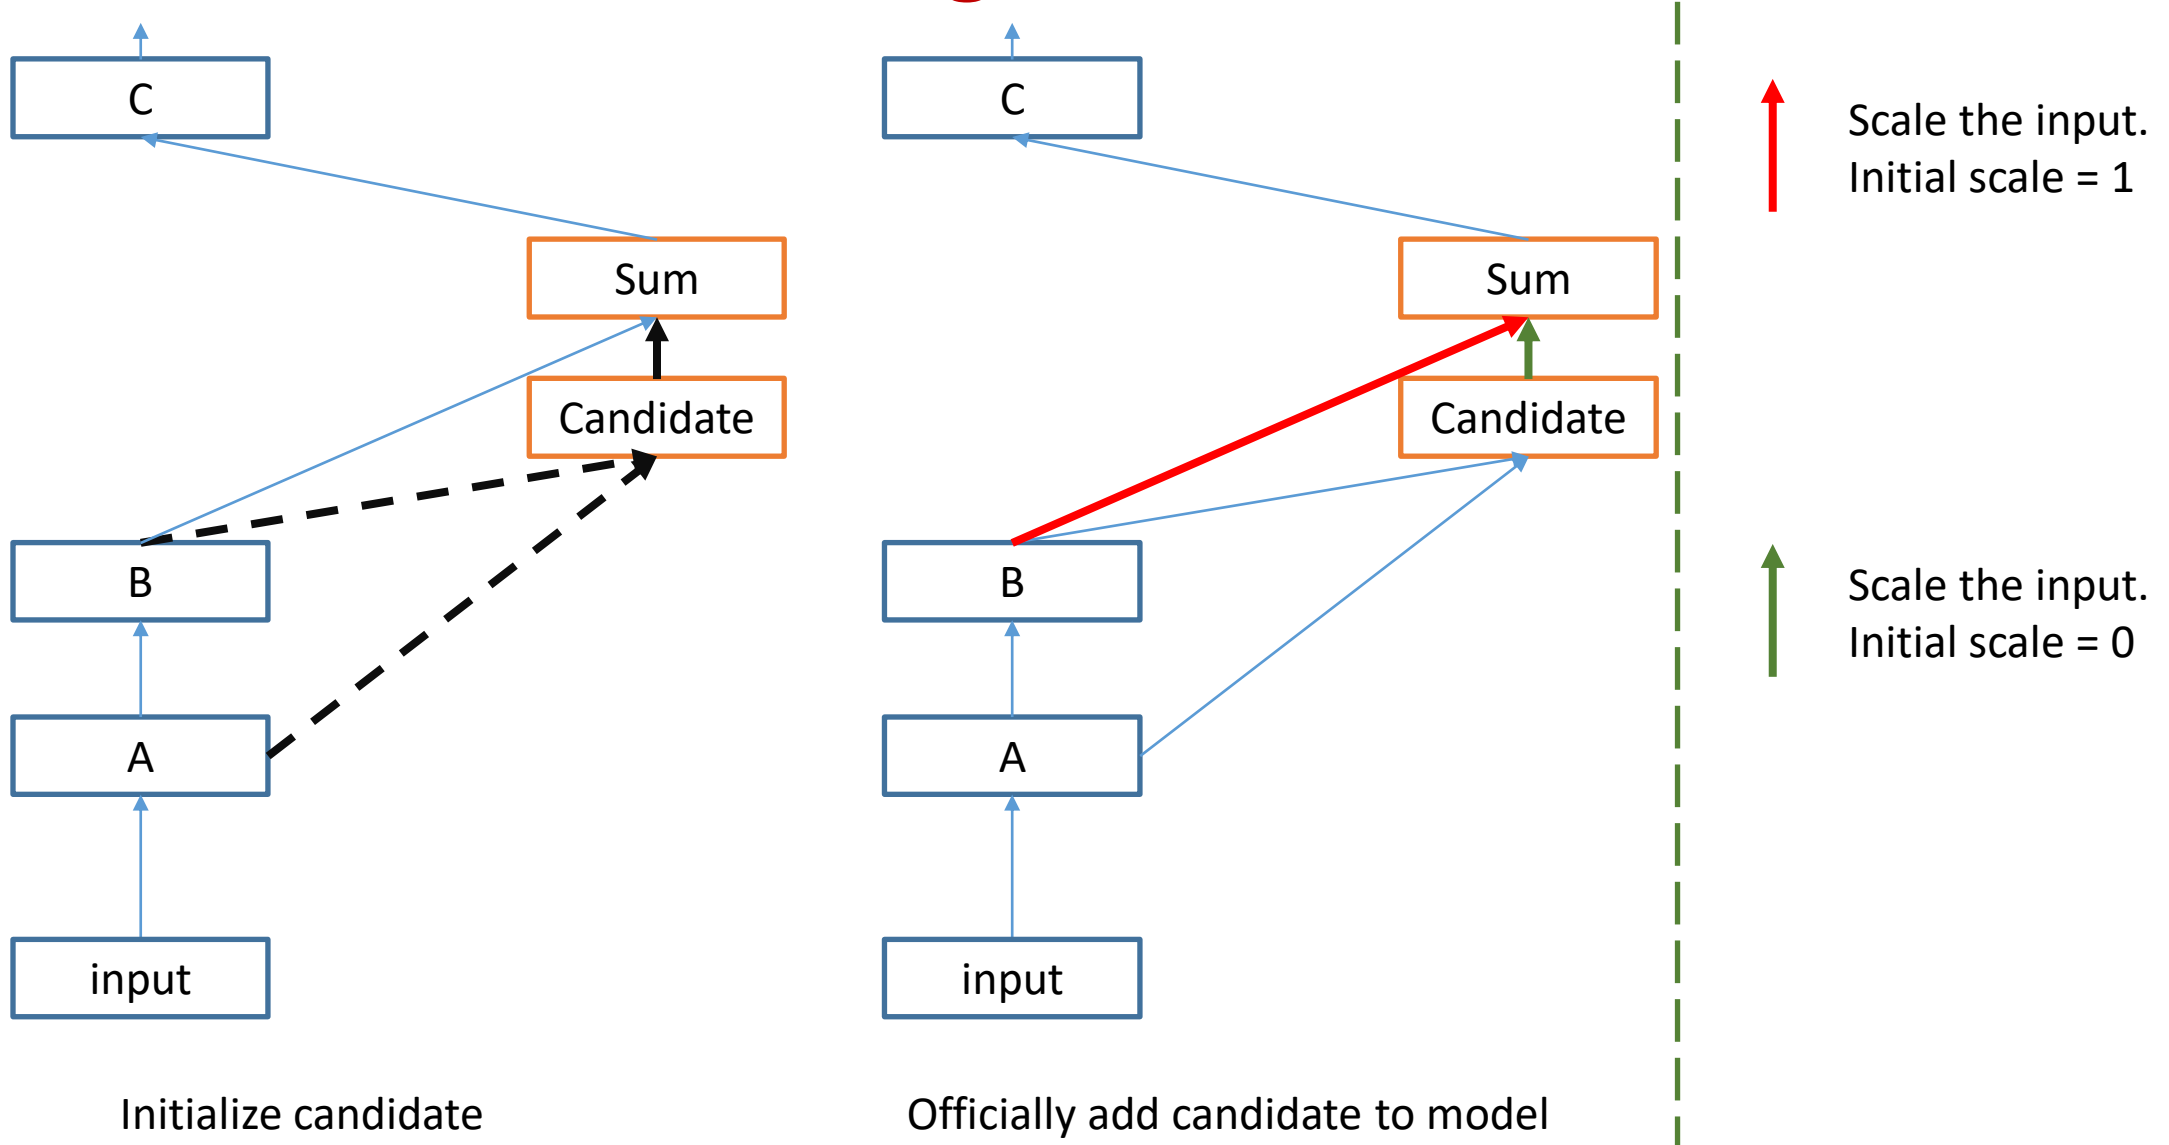 C
Sum
Candidate
B
A
input
Initialize candidate
C
Sum
Candidate
B
A
input
Officially add candidate to model
Scale the input.
Initial scale = 1
Scale the input.
Initial scale = 0